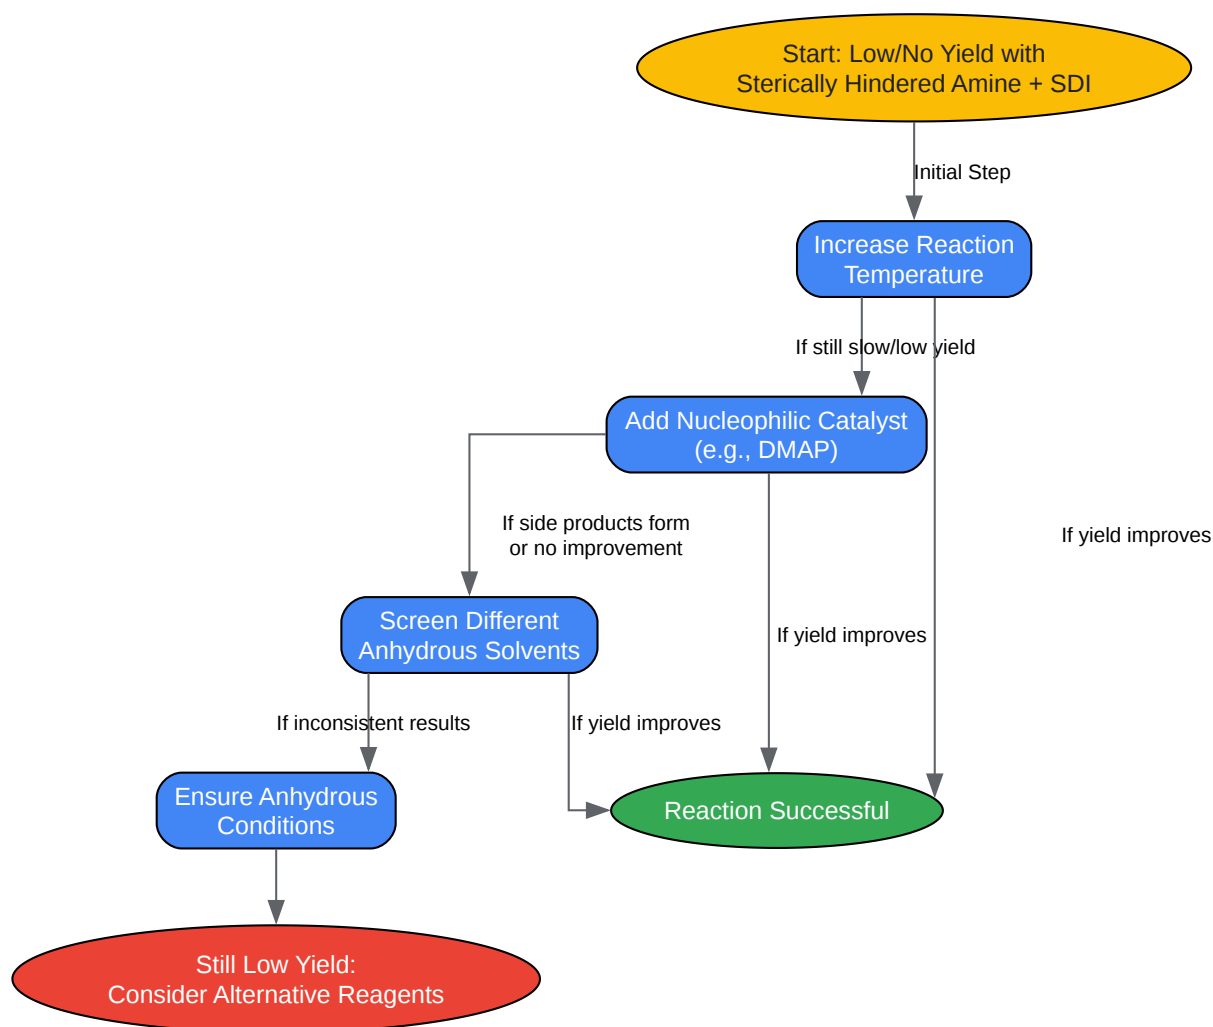 Start: Low/No Yield with
Sterically Hindered Amine + SDI
Initial Step
Increase Reaction
Temperature
If still slow/low yield
Add Nucleophilic Catalyst
(e.g., DMAP)
If side products form
or no improvement
If yield improves
Screen Different
Anhydrous Solvents
If yield improves
If inconsistent results
If yield improves
Ensure Anhydrous
Conditions
Reaction Successful
Still Low Yield:
Consider Alternative Reagents